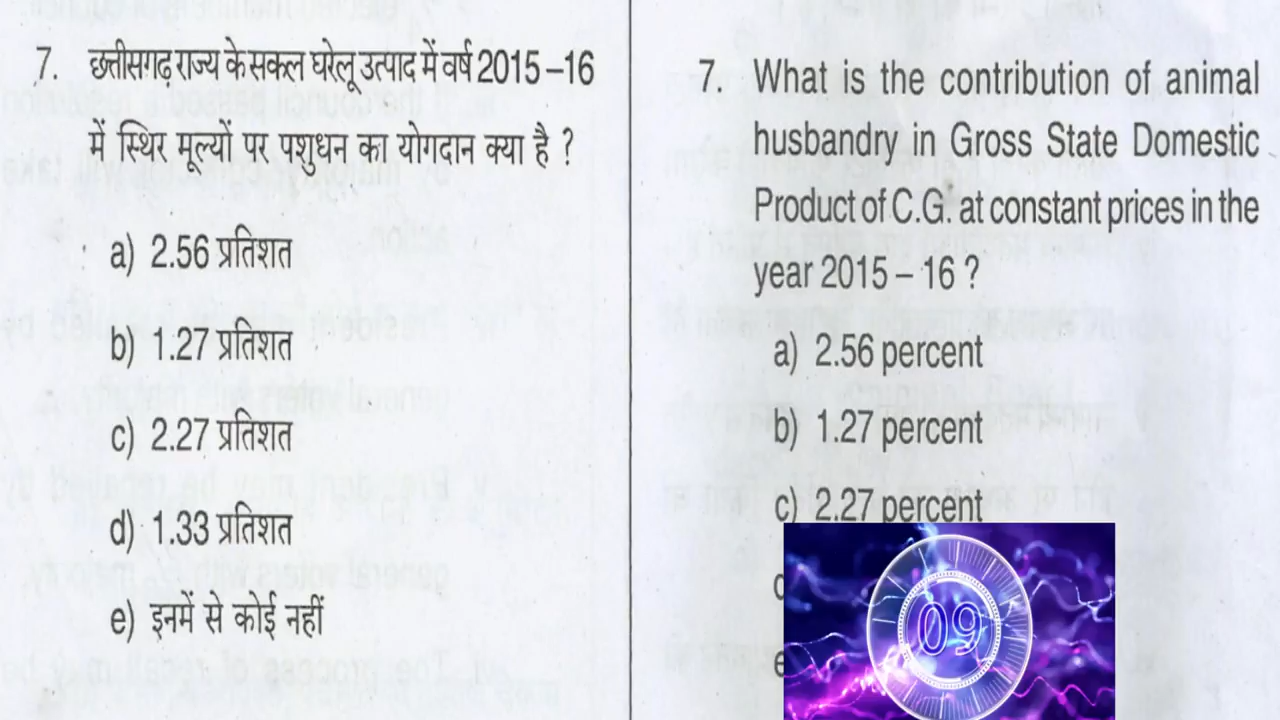 7. छत्तीसगढ़ राज्य के सकल घरेलू उत्पाद में वर्ष 2015 –16
में स्थिर मूल्यों पर पशुधन का योगदान क्या है ?
a) 2.56 प्रतिशत
b) 1.27 प्रतिशत
c) 2.27 प्रतिशत
d) 1.33 प्रतिशत
e) इनमें से कोई नहीं
7. What is the contribution of animal
husbandry in Gross State Domestic
Product of C.G. at constant prices in the
year 2015 – 16 ?
a) 2.56 percent
b) 1.27 percent
c) 2.27 percent
09